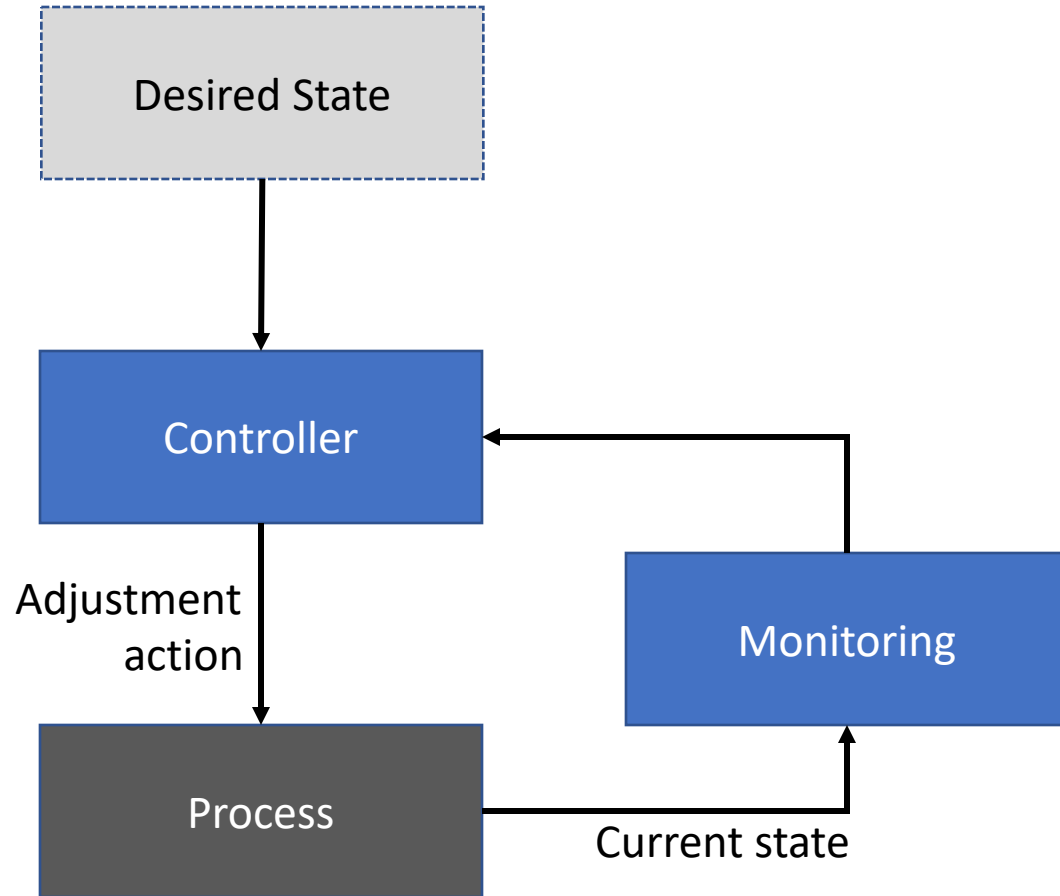 Desired State
Controller
Adjustment
action
Monitoring
Process
Current state